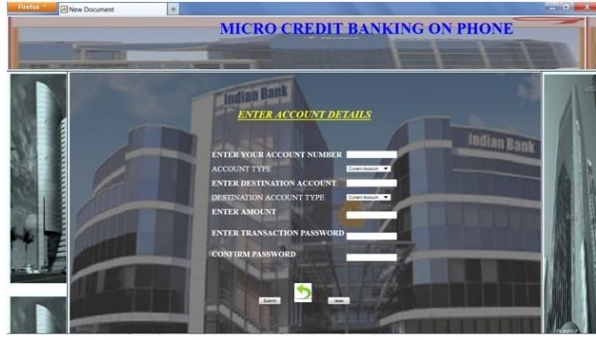 Firefox
New Document
MICRO CREDIT BANKING ON PHONE
Indian Bank
Indian Bank
ENTER ACCOUNT DETAILS
ENTER YOUR ACCOUNT NUMBER
ACCOUNT TYPE Current Account
ENTER DESTINATION ACCOUNT
DESTINATION ACCOUNT TYPE Current Account
ENTER AMOUNT
ENTER TRANSACTION PASSWORD
CONFIRM PASSWORD
Submit reset